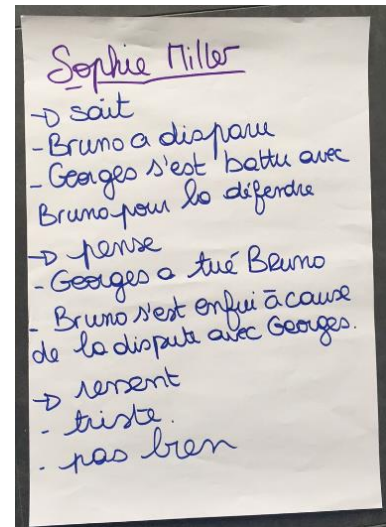 Sophie Miller
→ sait
- Bruno a disparu
- Georges s'est battu avec
Bruno pour la défendre
→ pense
- Georges a tué Bruno
- Bruno s'est enfui à cause
de la dispute avec Georges.
→ ressent
- triste.
- pas bien